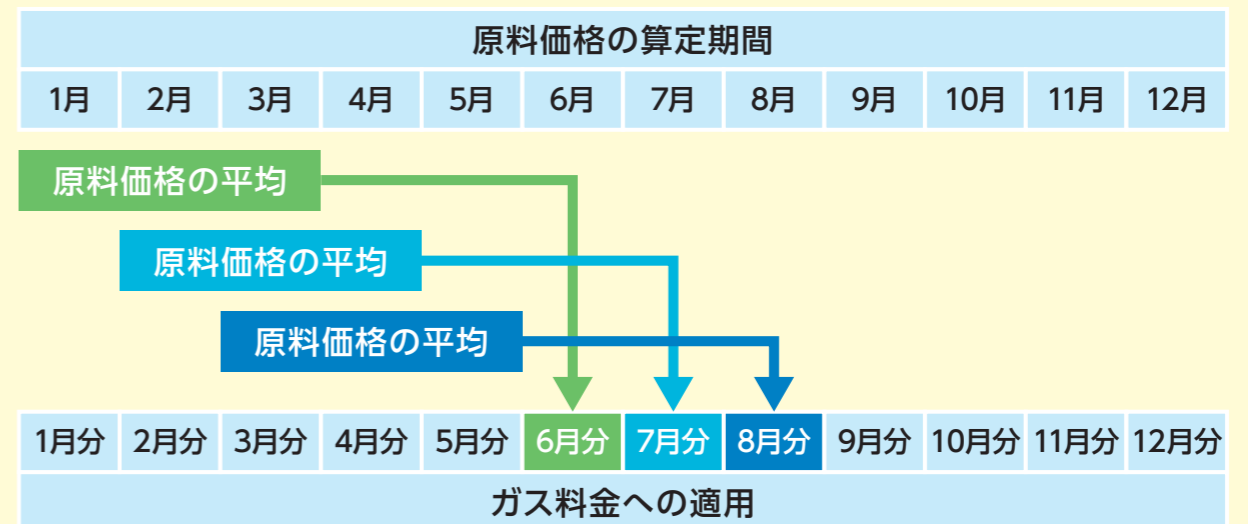 原料価格の算定期間
1月 2月 3月 4月 5月 6月 7月 8月 9月 10月 11月 12月
原料価格の平均
原料価格の平均
原料価格の平均
1月分 2月分 3月分 4月分 5月分 6月分 7月分 8月分 9月分 10月分 11月分 12月分
ガス料金への適用